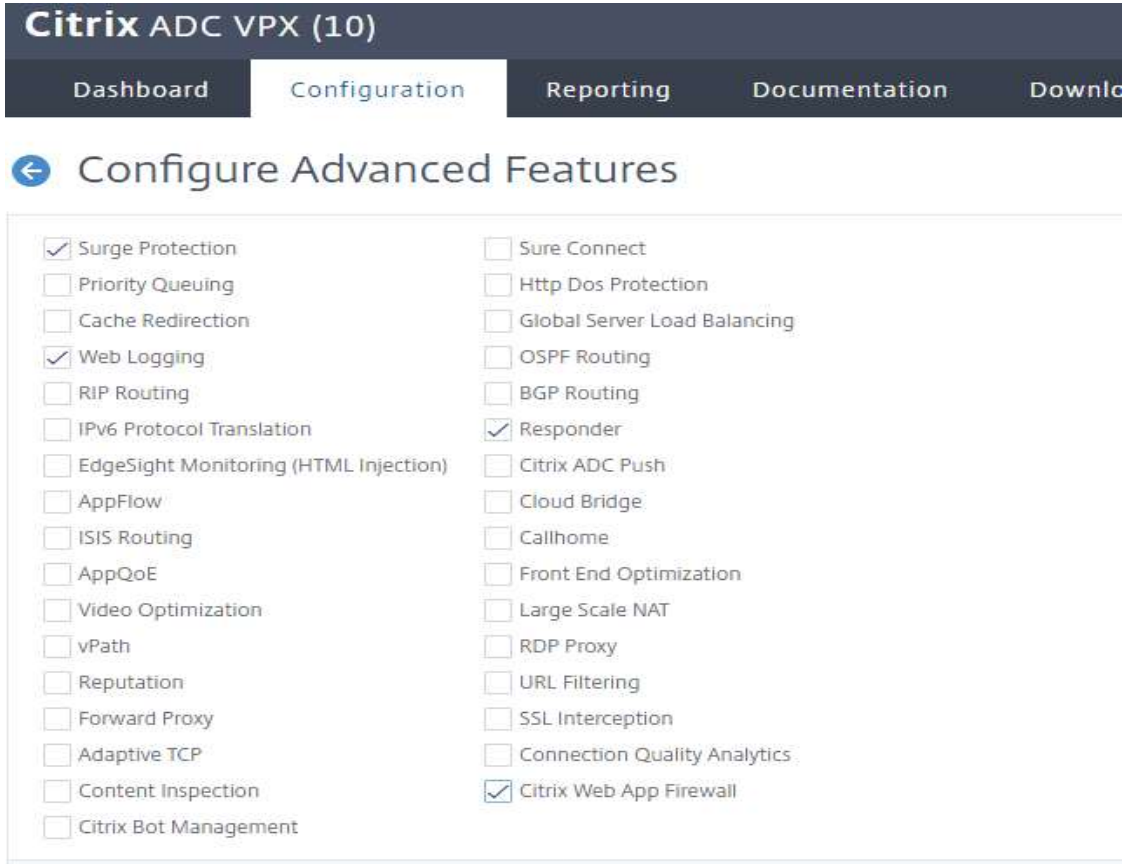 Citrix ADC VPX (10)
Dashboard Configuration Reporting Documentation Downlo
Configure Advanced Features
Surge Protection Sure Connect
Priority Queuing Http Dos Protection
Cache Redirection Global Server Load Balancing
Web Logging OSPF Routing
RIP Routing BGP Routing
IPv6 Protocol Translation Responder
EdgeSight Monitoring (HTML Injection) Citrix ADC Push
AppFlow Cloud Bridge
ISIS Routing Callhome
AppQoE Front End Optimization
Video Optimization Large Scale NAT
vPath RDP Proxy
Reputation URL Filtering
Forward Proxy SSL Interception
Adaptive TCP Connection Quality Analytics
Content Inspection Citrix Web App Firewall
Citrix Bot Management